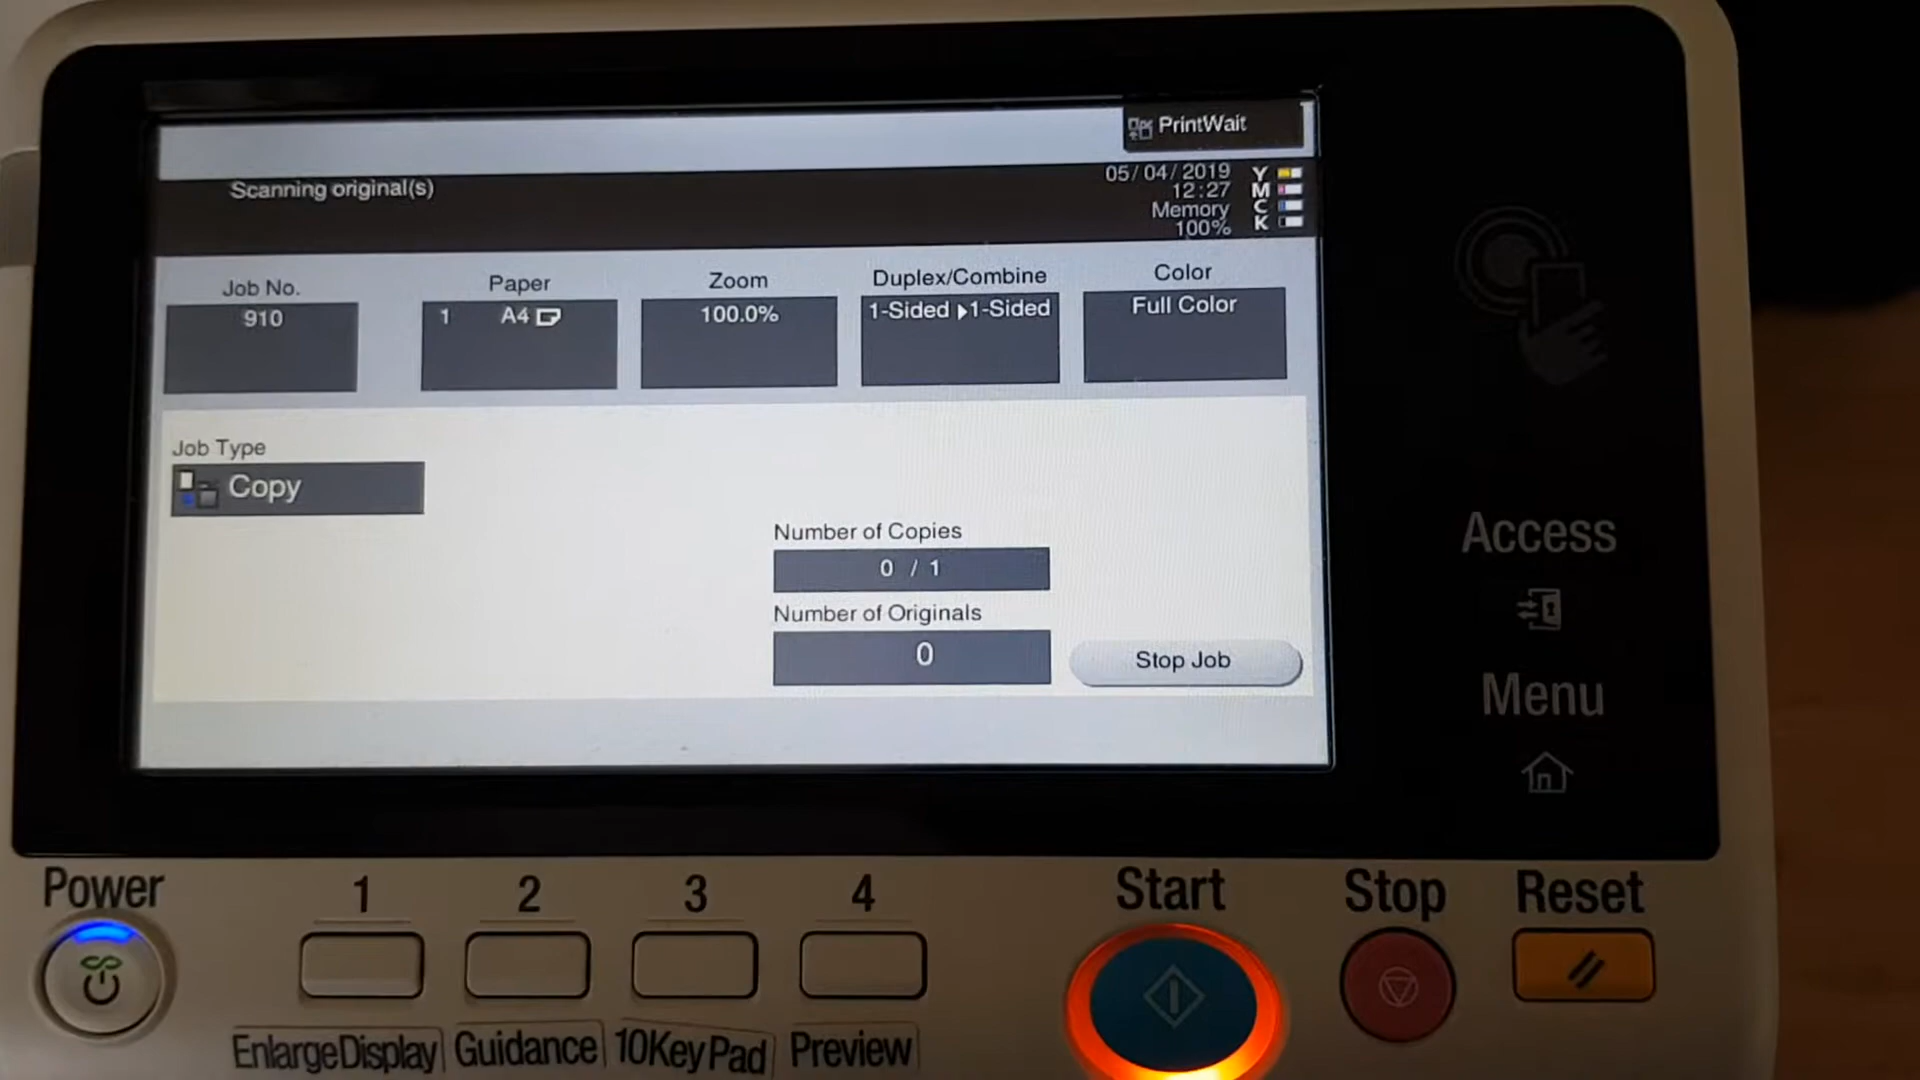 PrintWait
Scanning original(s)
05/04/2019
12:27
Memory
100%
Y
M
C
K
Job No.
910
Paper
1 A4
Zoom
100.0%
Duplex/Combine
1-Sided ▶1-Sided
Color
Full Color
Job Type
Copy
Number of Copies
0 / 1
Number of Originals
0
Stop Job
Access
Menu
Power
1
2
3
4
Start
Stop
Reset
EnlargeDisplay
Guidance
10KeyPad
Preview